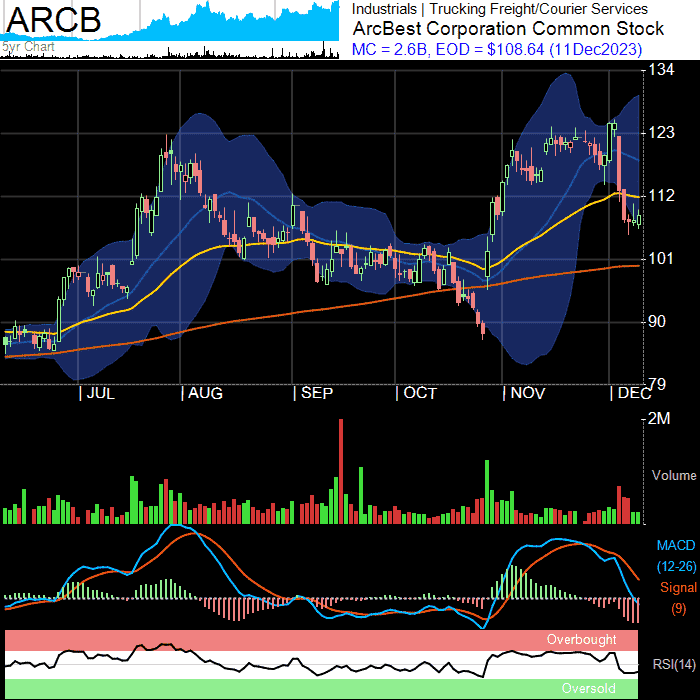 ARCB
5yr Chart
Industrials | Trucking Freight/Courier Services
ArcBest Corporation Common Stock
MC = 2.6B, EOD = $108.64 (11Dec2023)
134
123
112
101
90
79
| JUL | AUG | SEP | OCT | NOV | DEC
2M
Volume
MACD
(12-26)
Signal
(9)
Overbought
RSI(14)
Oversold